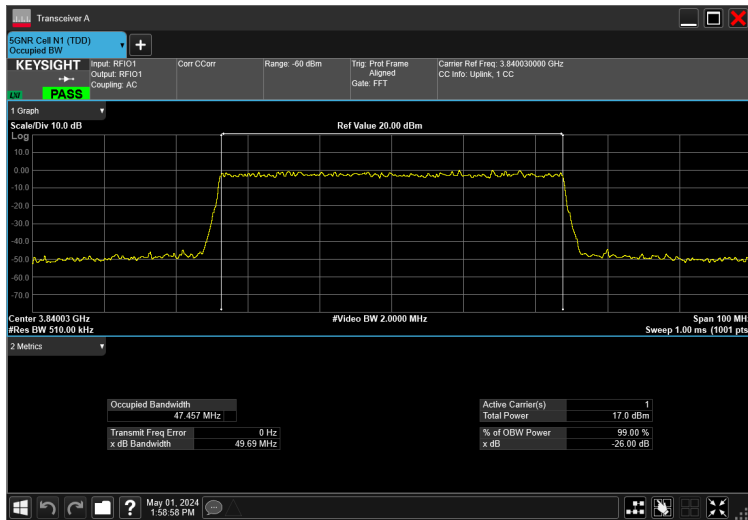 Transceiver A
5GNR Cell N1 (TDD)
Occupied BW
+
KEYSIGHT
LXI
PASS
Input: RFIO1
Output: RFIO1
Coupling: AC
Corr CCorr
Range: -60 dBm
Trig: Prot Frame
Aligned
Gate: FFT
Carrier Ref Freq: 3.840030000 GHz
CC Info: Uplink, 1 CC
1 Graph
Scale/Div 10.0 dB
Ref Value 20.00 dBm
Log
10.0
0.00
-10.0
-20.0
-30.0
-40.0
-50.0
-60.0
-70.0
Center 3.84003 GHz
#Video BW 2.0000 MHz
Span 100 MH
#Res BW 510.00 kHz
Sweep 1.00 ms (1001 pts
2 Metrics
Occupied Bandwidth
47.457 MHz
Transmit Freq Error 0 Hz
x dB Bandwidth 49.69 MHz
Active Carrier(s) 1
Total Power 17.0 dBm
% of OBW Power 99.00 %
x dB -26.00 dB
?
May 01, 2024
1:58:58 PM